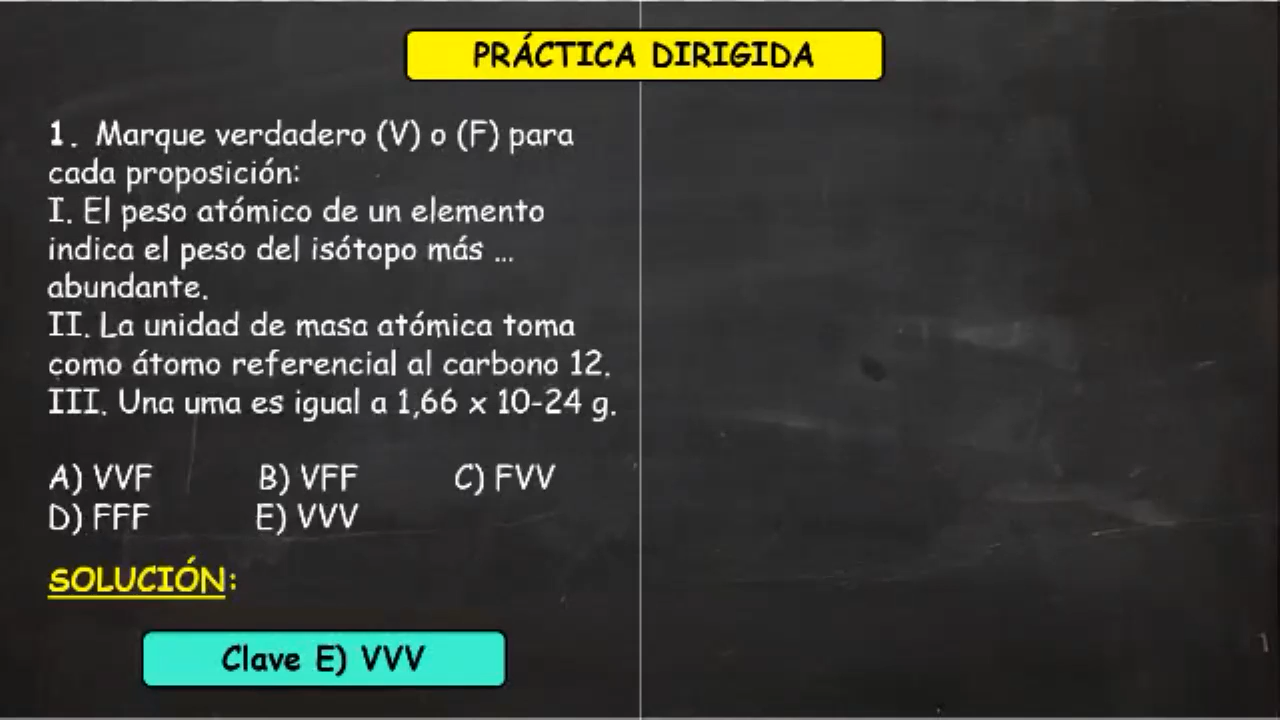 PRÁCTICA DIRIGIDA
1. Marque verdadero (V) o (F) para
cada proposición:
I. El peso atómico de un elemento
indica el peso del isótopo más ...
abundante.
II. La unidad de masa atómica toma
como átomo referencial al carbono 12.
III. Una uma es igual a 1,66 x 10-24 g.
A) VVF B) VFF C) FVV
D) FFF E) VVV
SOLUCIÓN:
Clave E) VVV